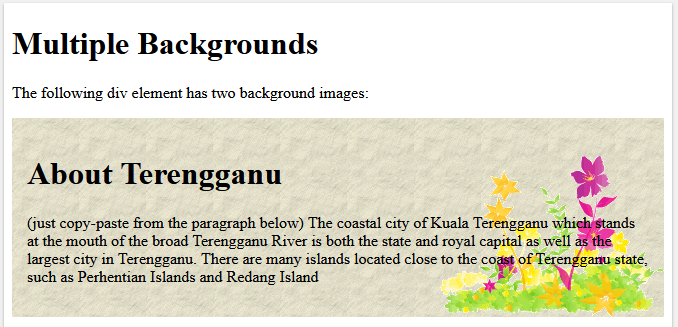 Multiple Backgrounds
The following div element has two background images:
About Terengganu
(just copy-paste from the paragraph below) The coastal city of Kuala Terengganu which stands
at the mouth of the broad Terengganu River is both the state and royal capital as well as the
largest city in Terengganu. There are many islands located close to the coast of Terengganu state,
such as Perhentian Islands and Redang Island